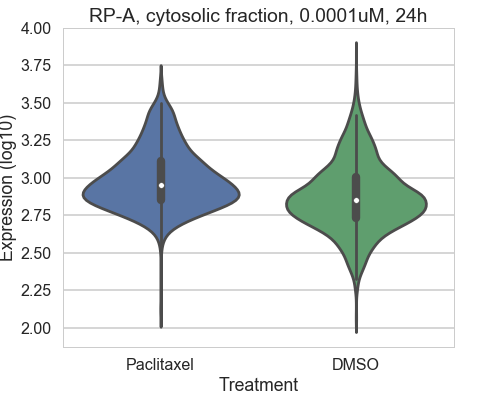 RP-A, cytosolic fraction, 0.0001uM, 24h
Expression (log10)
4.00
3.75
3.50
3.25
3.00
2.75
2.50
2.25
2.00
Paclitaxel DMSO
Treatment